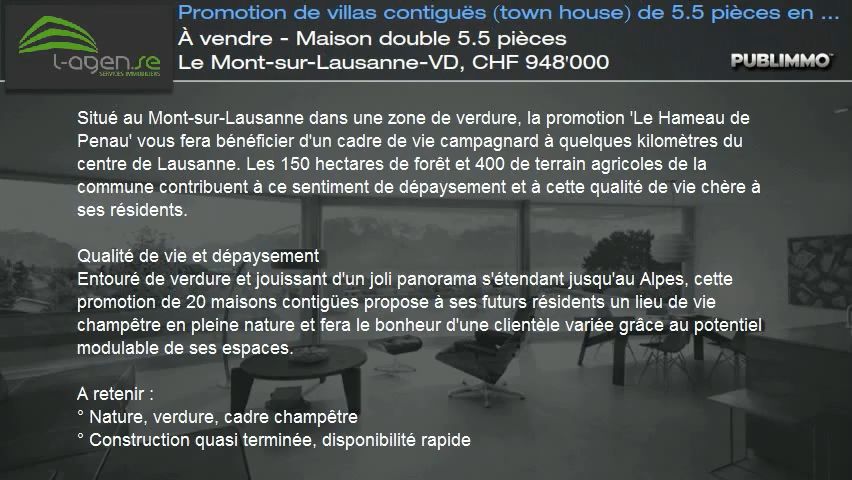 Promotion de villas contiguës (town house) de 5.5 pièces en ...
À vendre - Maison double 5.5 pièces
Le Mont-sur-Lausanne-VD, CHF 948'000
l-agen.se
SERVICES IMMOBILIERS
PUBLIMMO™
Situé au Mont-sur-Lausanne dans une zone de verdure, la promotion 'Le Hameau de
Penau' vous fera bénéficier d'un cadre de vie campagnard à quelques kilomètres du
centre de Lausanne. Les 150 hectares de forêt et 400 de terrain agricoles de la
commune contribuent à ce sentiment de dépaysement et à cette qualité de vie chère à
ses résidents.
Qualité de vie et dépaysement
Entouré de verdure et jouissant d'un joli panorama s'étendant jusqu'au Alpes, cette
promotion de 20 maisons contigües propose à ses futurs résidents un lieu de vie
champêtre en pleine nature et fera le bonheur d'une clientèle variée grâce au potentiel
modulable de ses espaces.
A retenir :
° Nature, verdure, cadre champêtre
° Construction quasi terminée, disponibilité rapide